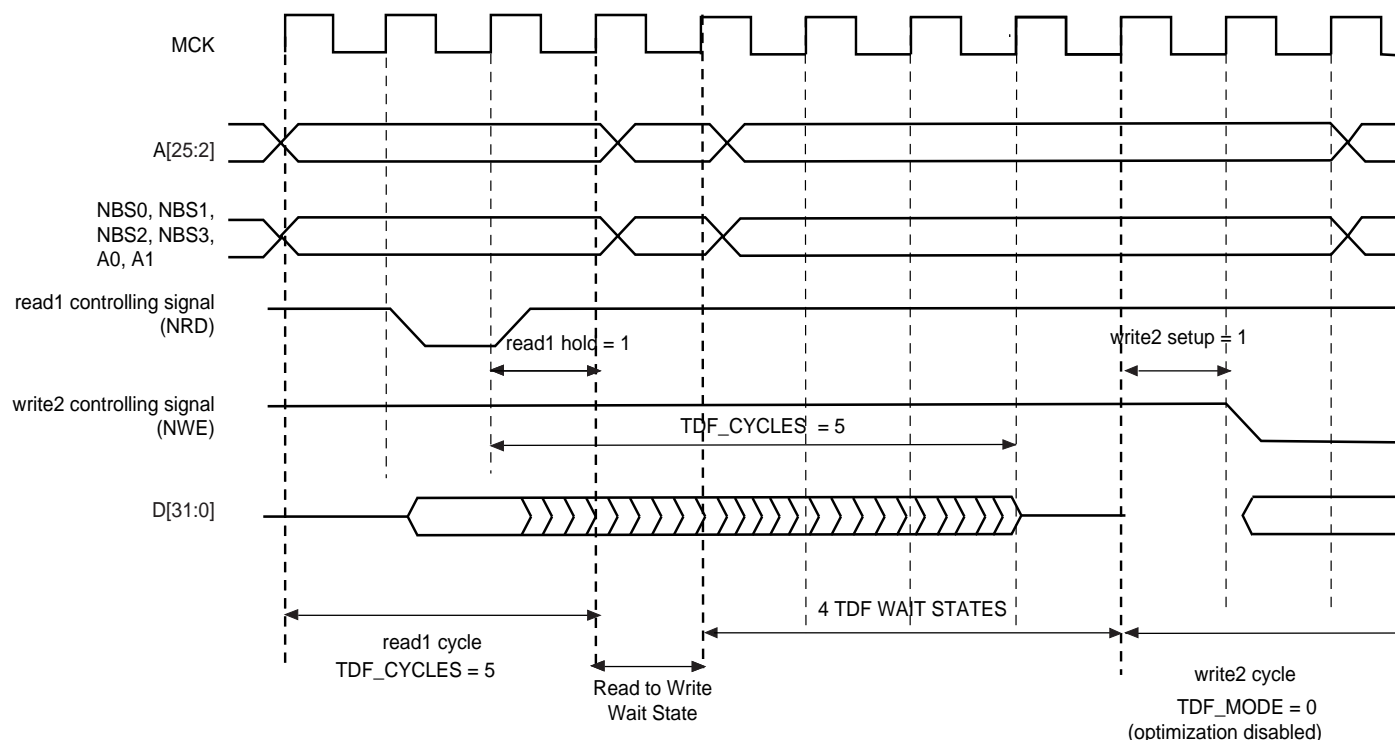 MCK
A[25:2]
NBS0, NBS1,
NBS2, NBS3,
A0, A1
read1 controlling signal
(NRD)
read1 hold = 1
write2 setup = 1
write2 controlling signal
(NWE)
TDF_CYCLES = 5
D[31:0]
4 TDF WAIT STATES
read1 cycle
TDF_CYCLES = 5
Read to Write
Wait State
write2 cycle
TDF_MODE = 0
(optimization disabled)